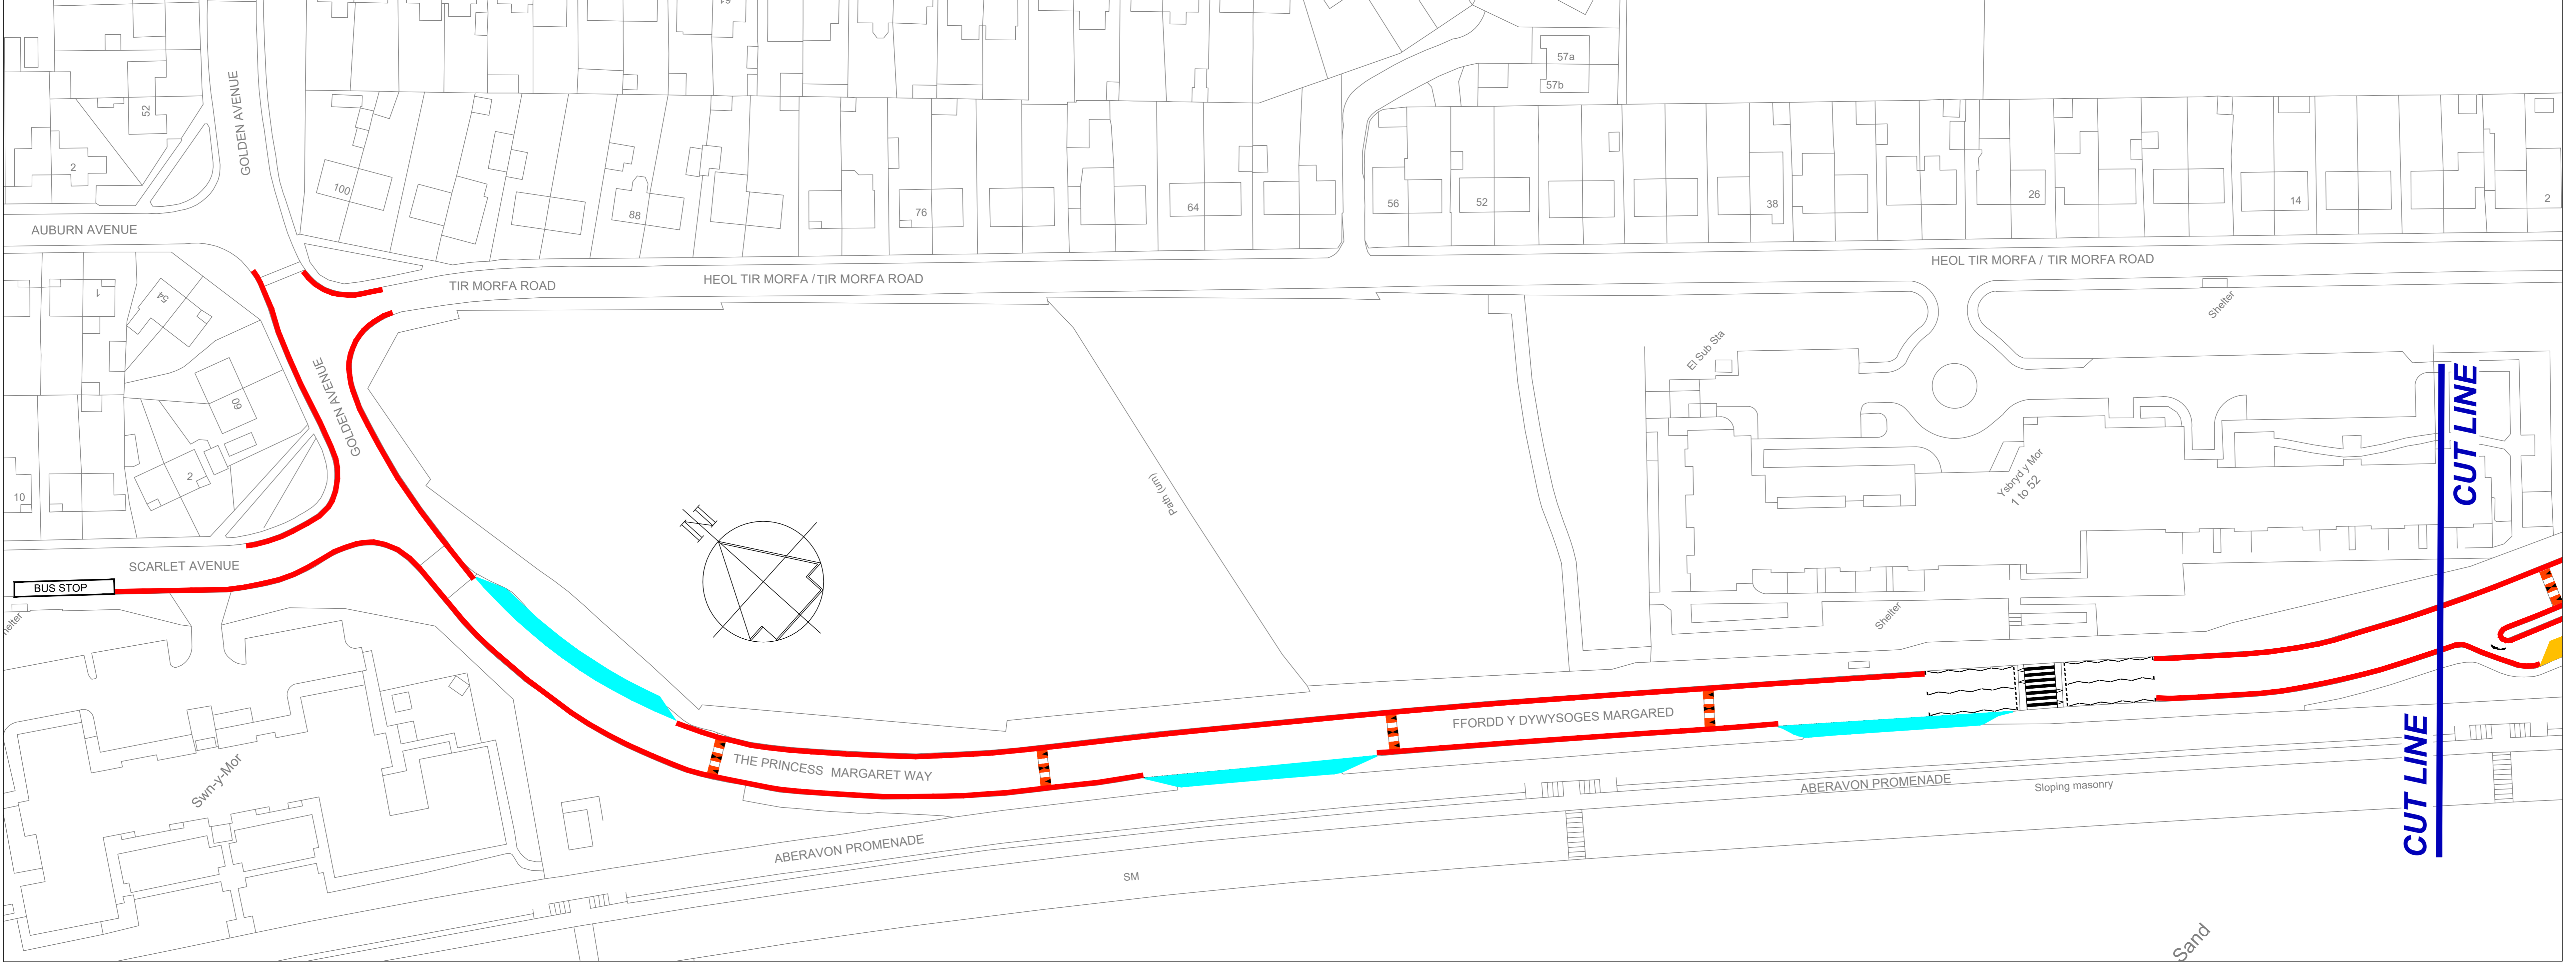 61
57a
57b
52
GOLDEN AVENUE
2
100
88
76
64
56
52
38
26
14
2
AUBURN AVENUE
TIR MORFA ROAD
HEOL TIR MORFA / TIR MORFA ROAD
HEOL TIR MORFA / TIR MORFA ROAD
1
54
Shelter
El Sub Sta
GOLDEN AVENUE
60
CUT LINE
2
10
Path (um)
N
Ysbryd y Mor
1 to 52
SCARLET AVENUE
BUS STOP
Shelter
FFORDD Y DYWYSOGES MARGARED
THE PRINCESS MARGARET WAY
Swn-y-Mor
CUT LINE
ABERAVON PROMENADE
Sloping masonry
ABERAVON PROMENADE
SM
Sand